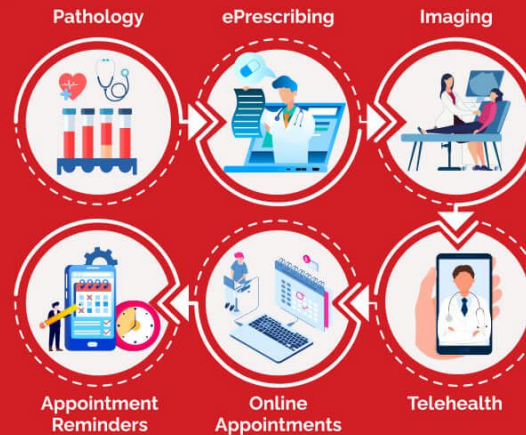 Pathology
ePrescribing
Imaging
Appointment
Reminders
Online
Appointments
Telehealth